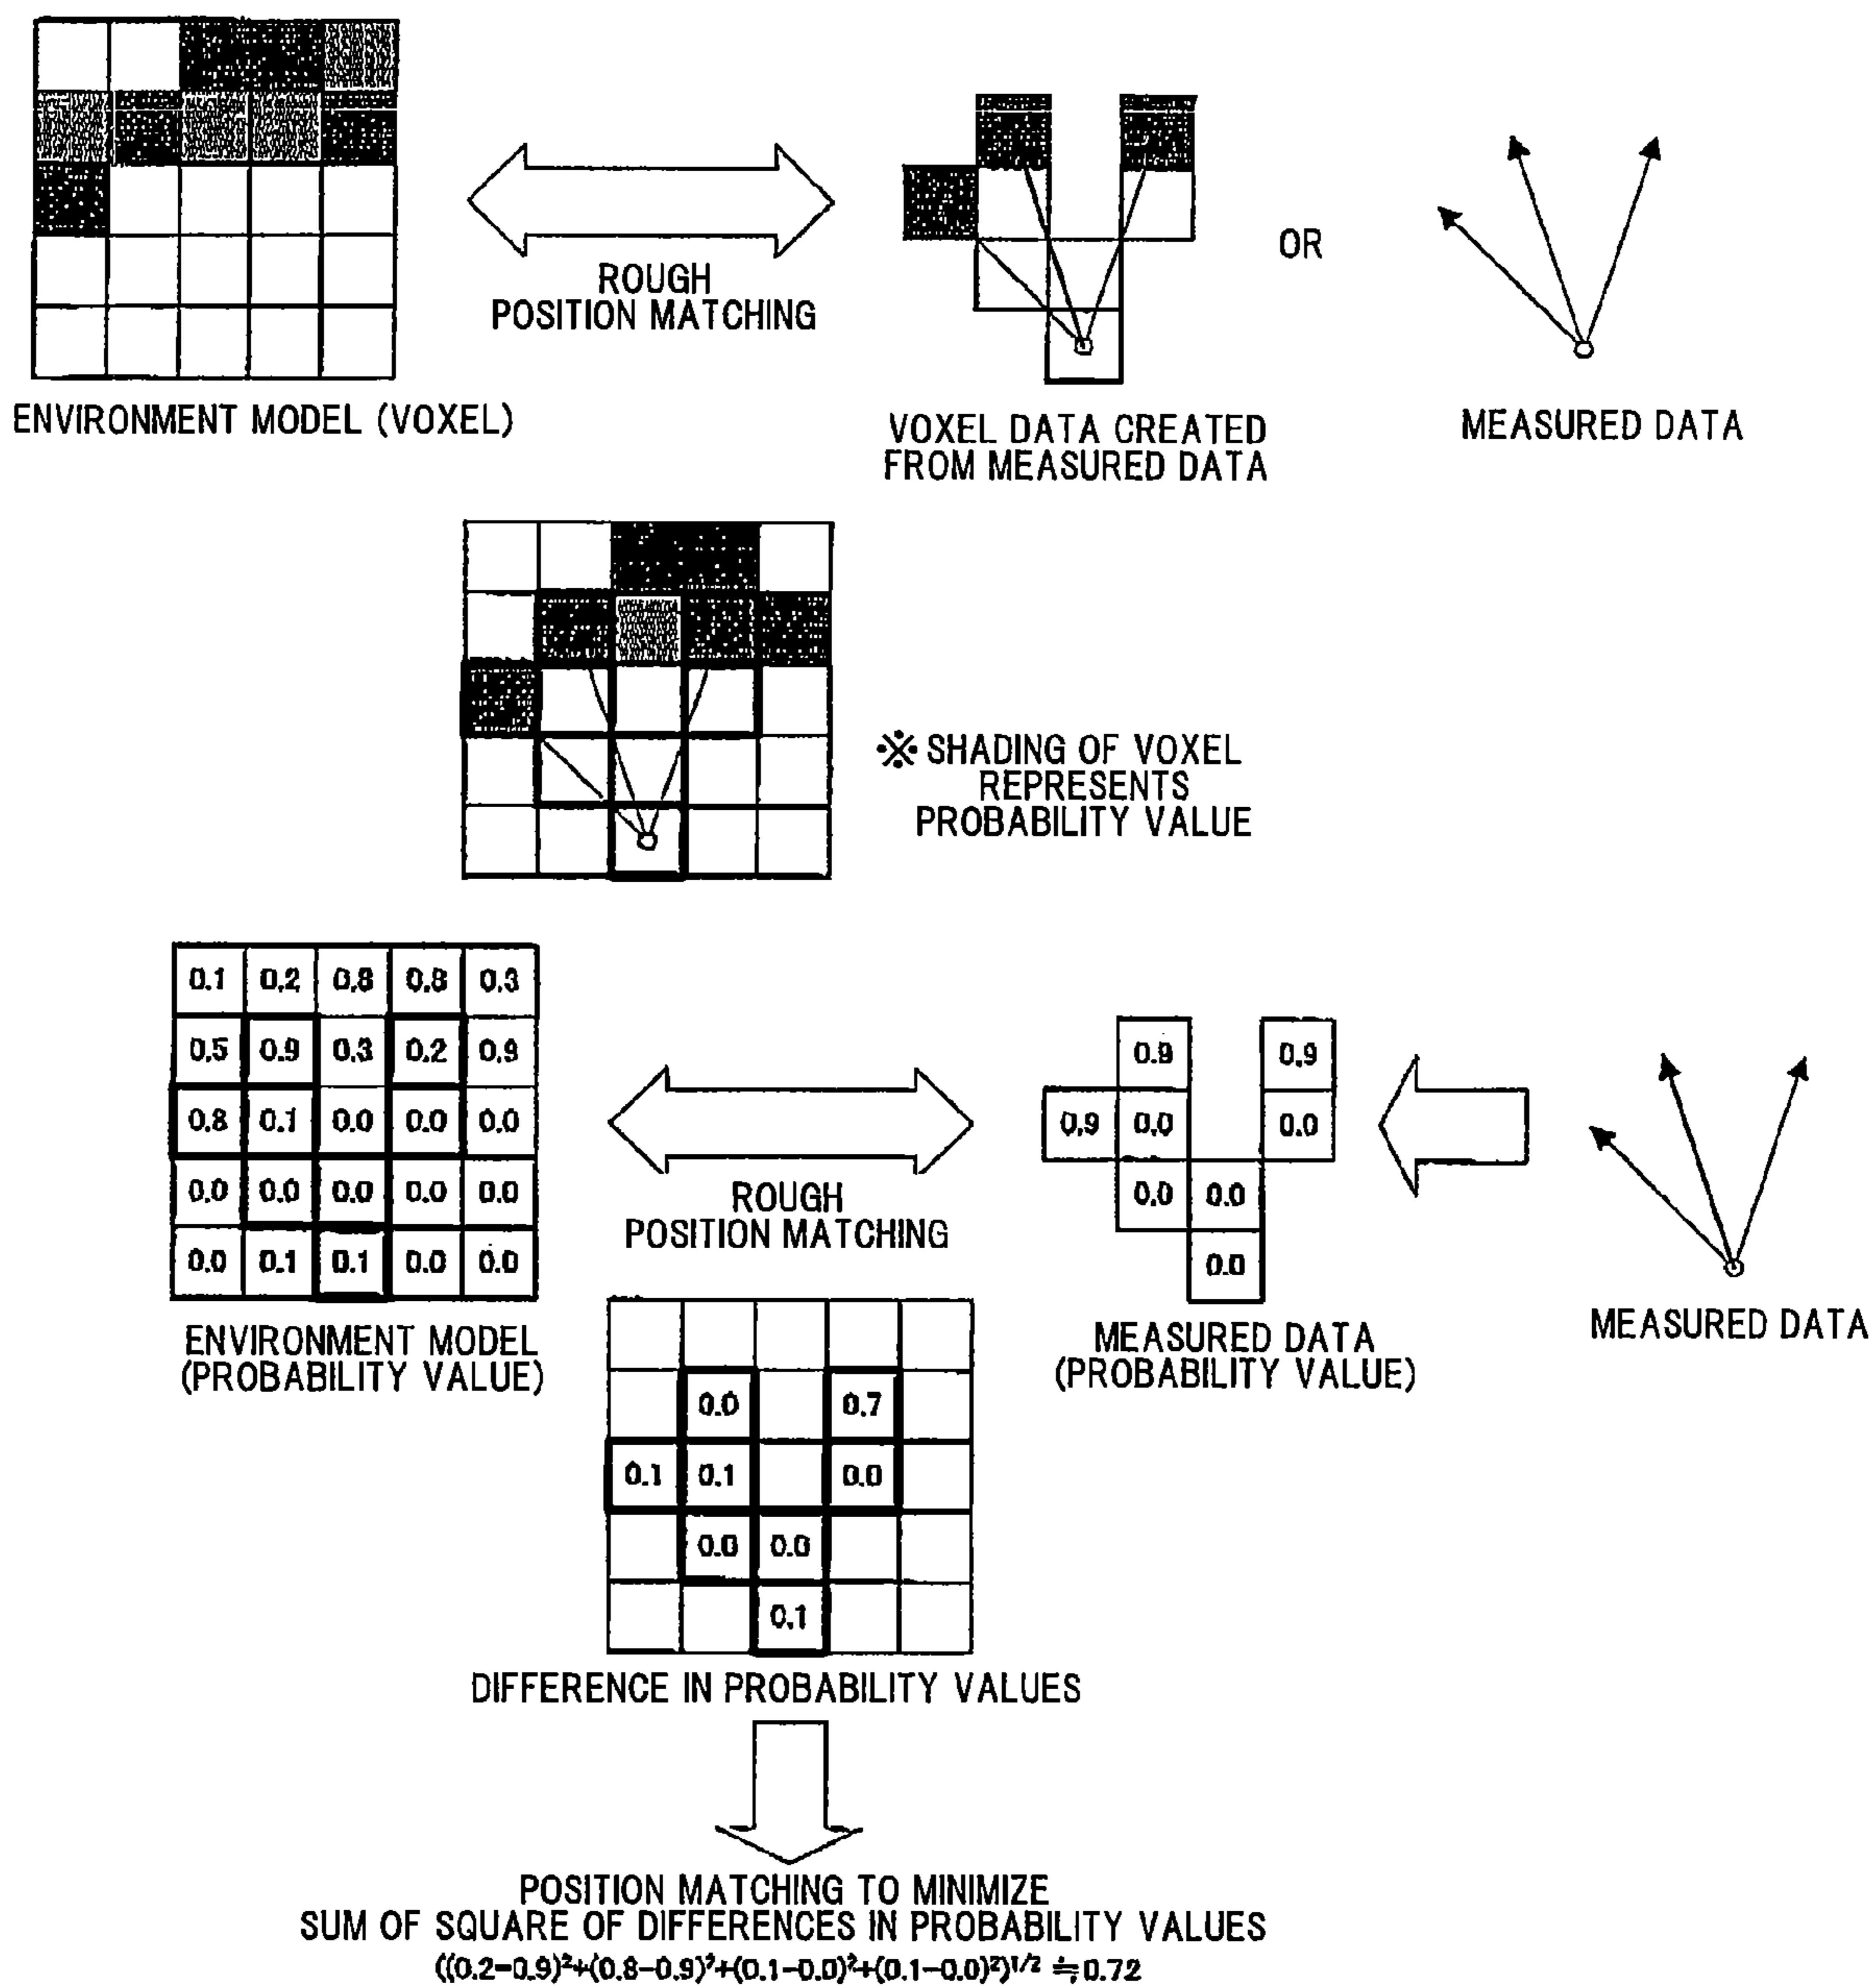 ROUGH
POSITION MATCHING
OR
ENVIRONMENT MODEL (VOXEL)
VOXEL DATA CREATED
FROM MEASURED DATA
MEASURED DATA
※ SHADING OF VOXEL
REPRESENTS
PROBABILITY VALUE
0.1 0.2 0.8 0.8 0.3
0.5 0.9 0.3 0.2 0.9
0.8 0.1 0.0 0.0 0.0
0.0 0.0 0.0 0.0 0.0
0.0 0.1 0.1 0.0 0.0
ENVIRONMENT MODEL
(PROBABILITY VALUE)
ROUGH
POSITION MATCHING
0.9 0.9
0.9 0.0 0.0
0.0 0.0
0.0
MEASURED DATA
(PROBABILITY VALUE)
MEASURED DATA
0.0 0.7
0.1 0.1 0.0
0.0 0.0
0.1
DIFFERENCE IN PROBABILITY VALUES
POSITION MATCHING TO MINIMIZE
SUM OF SQUARE OF DIFFERENCES IN PROBABILITY VALUES
((0.2-0.9)²+(0.8-0.9)²+(0.1-0.0)²+(0.1-0.0)²)¹/² ≒0.72